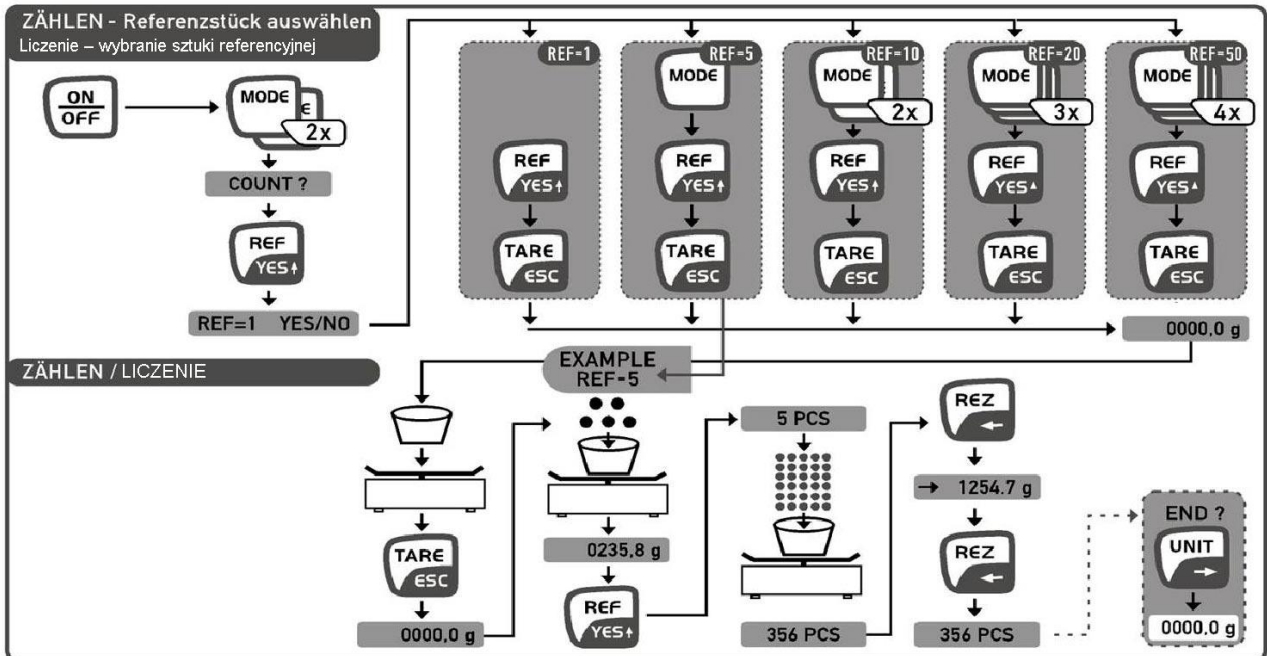 ZÄHLEN - Referenzstück auswählen
Liczenie – wybranie sztuki referencyjnej
ON
OFF
MODE
2x
COUNT ?
REF
YES↑
REF=1 YES/NO
REF=1
REF
YES↑
TARE
ESC
REF=5
MODE
REF
YES↑
TARE
ESC
REF=10
MODE
2x
REF
YES↑
TARE
ESC
REF=20
MODE
3x
REF
YES▲
TARE
ESC
REF=50
MODE
4x
REF
YES▲
TARE
ESC
0000,0 g
ZÄHLEN / LICZENIE
EXAMPLE
REF=5
TARE
ESC
0000,0 g
0235,8 g
REF
YES↑
5 PCS
356 PCS
REZ
←
→ 1254.7 g
REZ
←
356 PCS
END ?
UNIT
→
0000.0 g